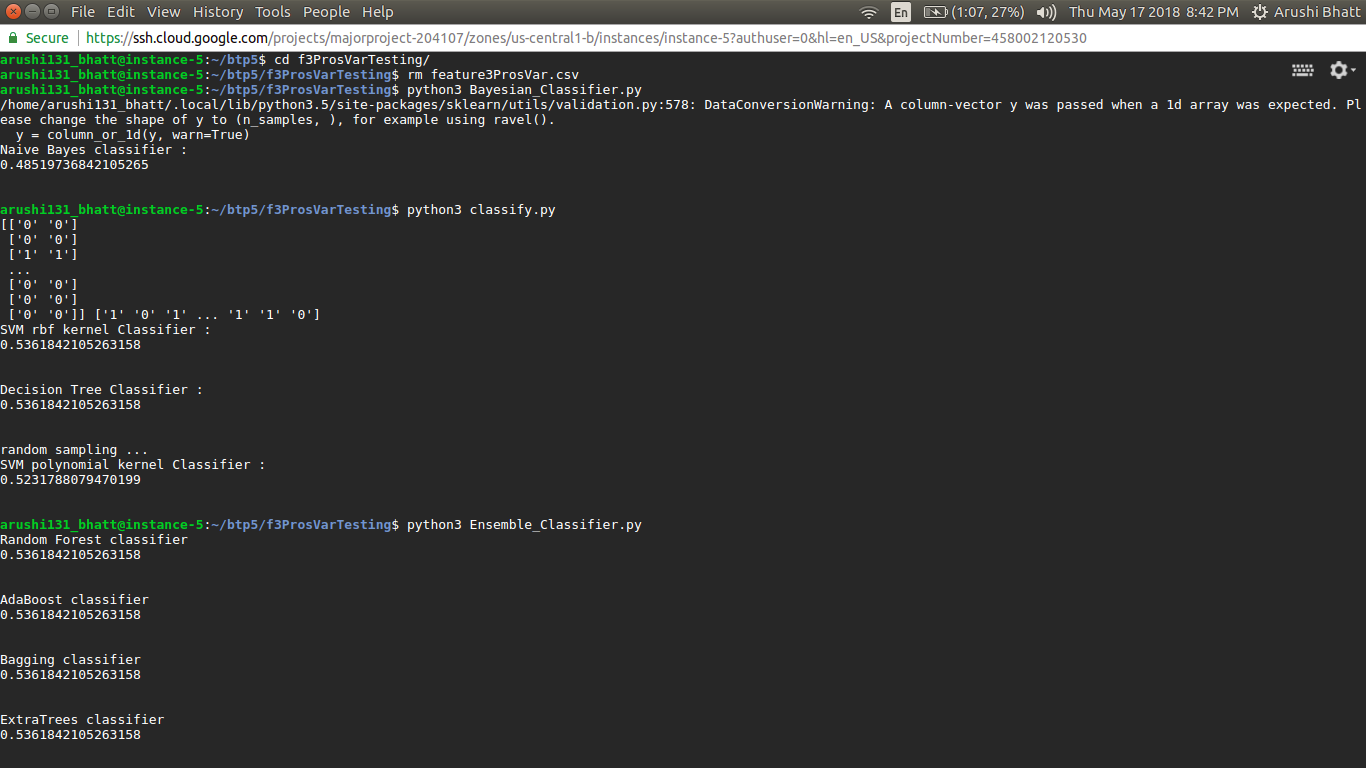 File Edit View History Tools People Help En (1:07, 27%) Thu May 17 2018 8:42 PM Arushi Bhatt
Secure https://ssh.cloud.google.com/projects/majorproject-204107/zones/us-central1-b/instances/instance-5?authuser=0&hl=en_US&projectNumber=458002120530
arushi131_bhatt@instance-5:~/btp5$ cd f3ProsVarTesting/
arushi131_bhatt@instance-5:~/btp5/f3ProsVarTesting$ rm feature3ProsVar.csv
arushi131_bhatt@instance-5:~/btp5/f3ProsVarTesting$ python3 Bayesian_Classifier.py
/home/arushi131_bhatt/.local/lib/python3.5/site-packages/sklearn/utils/validation.py:578: DataConversionWarning: A column-vector y was passed when a 1d array was expected. Pl
ease change the shape of y to (n_samples, ), for example using ravel().
  y = column_or_1d(y, warn=True)
Naive Bayes classifier :
0.48519736842105265
arushi131_bhatt@instance-5:~/btp5/f3ProsVarTesting$ python3 classify.py
[['0' '0']
 ['0' '0']
 ['1' '1']
 ...
 ['0' '0']
 ['0' '0']
 ['0' '0']] ['1' '0' '1' ... '1' '1' '0']
SVM rbf kernel Classifier :
0.5361842105263158
Decision Tree Classifier :
0.5361842105263158
random sampling ...
SVM polynomial kernel Classifier :
0.5231788079470199
arushi131_bhatt@instance-5:~/btp5/f3ProsVarTesting$ python3 Ensemble_Classifier.py
Random Forest classifier
0.5361842105263158
AdaBoost classifier
0.5361842105263158
Bagging classifier
0.5361842105263158
ExtraTrees classifier
0.5361842105263158